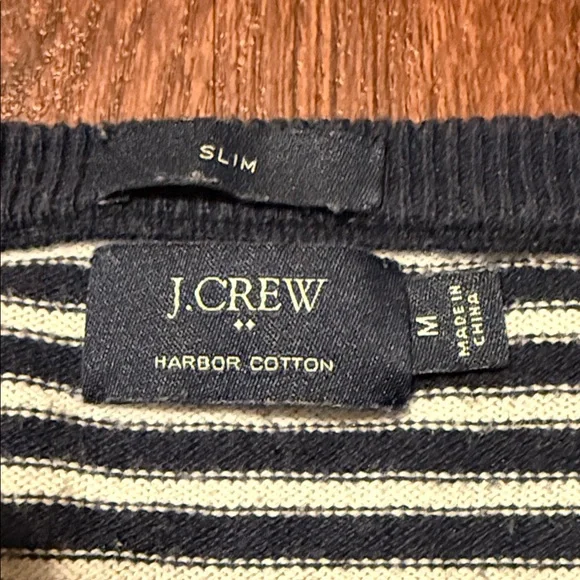 SLIM
J.CREW
HARBOR COTTON
M
MADE IN
CHINA